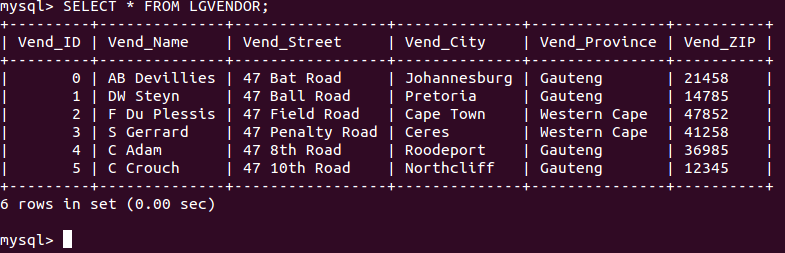 mysql> SELECT * FROM LGVENDOR;
+---------+--------------+-----------------+--------------+---------------+----------+
| Vend_ID | Vend_Name    | Vend_Street     | Vend_City    | Vend_Province | Vend_ZIP |
+---------+--------------+-----------------+--------------+---------------+----------+
|       0 | AB Devillies | 47 Bat Road     | Johannesburg | Gauteng       | 21458    |
|       1 | DW Steyn     | 47 Ball Road    | Pretoria     | Gauteng       | 14785    |
|       2 | F Du Plessis | 47 Field Road   | Cape Town    | Western Cape  | 47852    |
|       3 | S Gerrard    | 47 Penalty Road | Ceres        | Western Cape  | 41258    |
|       4 | C Adam       | 47 8th Road     | Roodeport    | Gauteng       | 36985    |
|       5 | C Crouch     | 47 10th Road    | Northcliff   | Gauteng       | 12345    |
+---------+--------------+-----------------+--------------+---------------+----------+
6 rows in set (0.00 sec)
mysql>